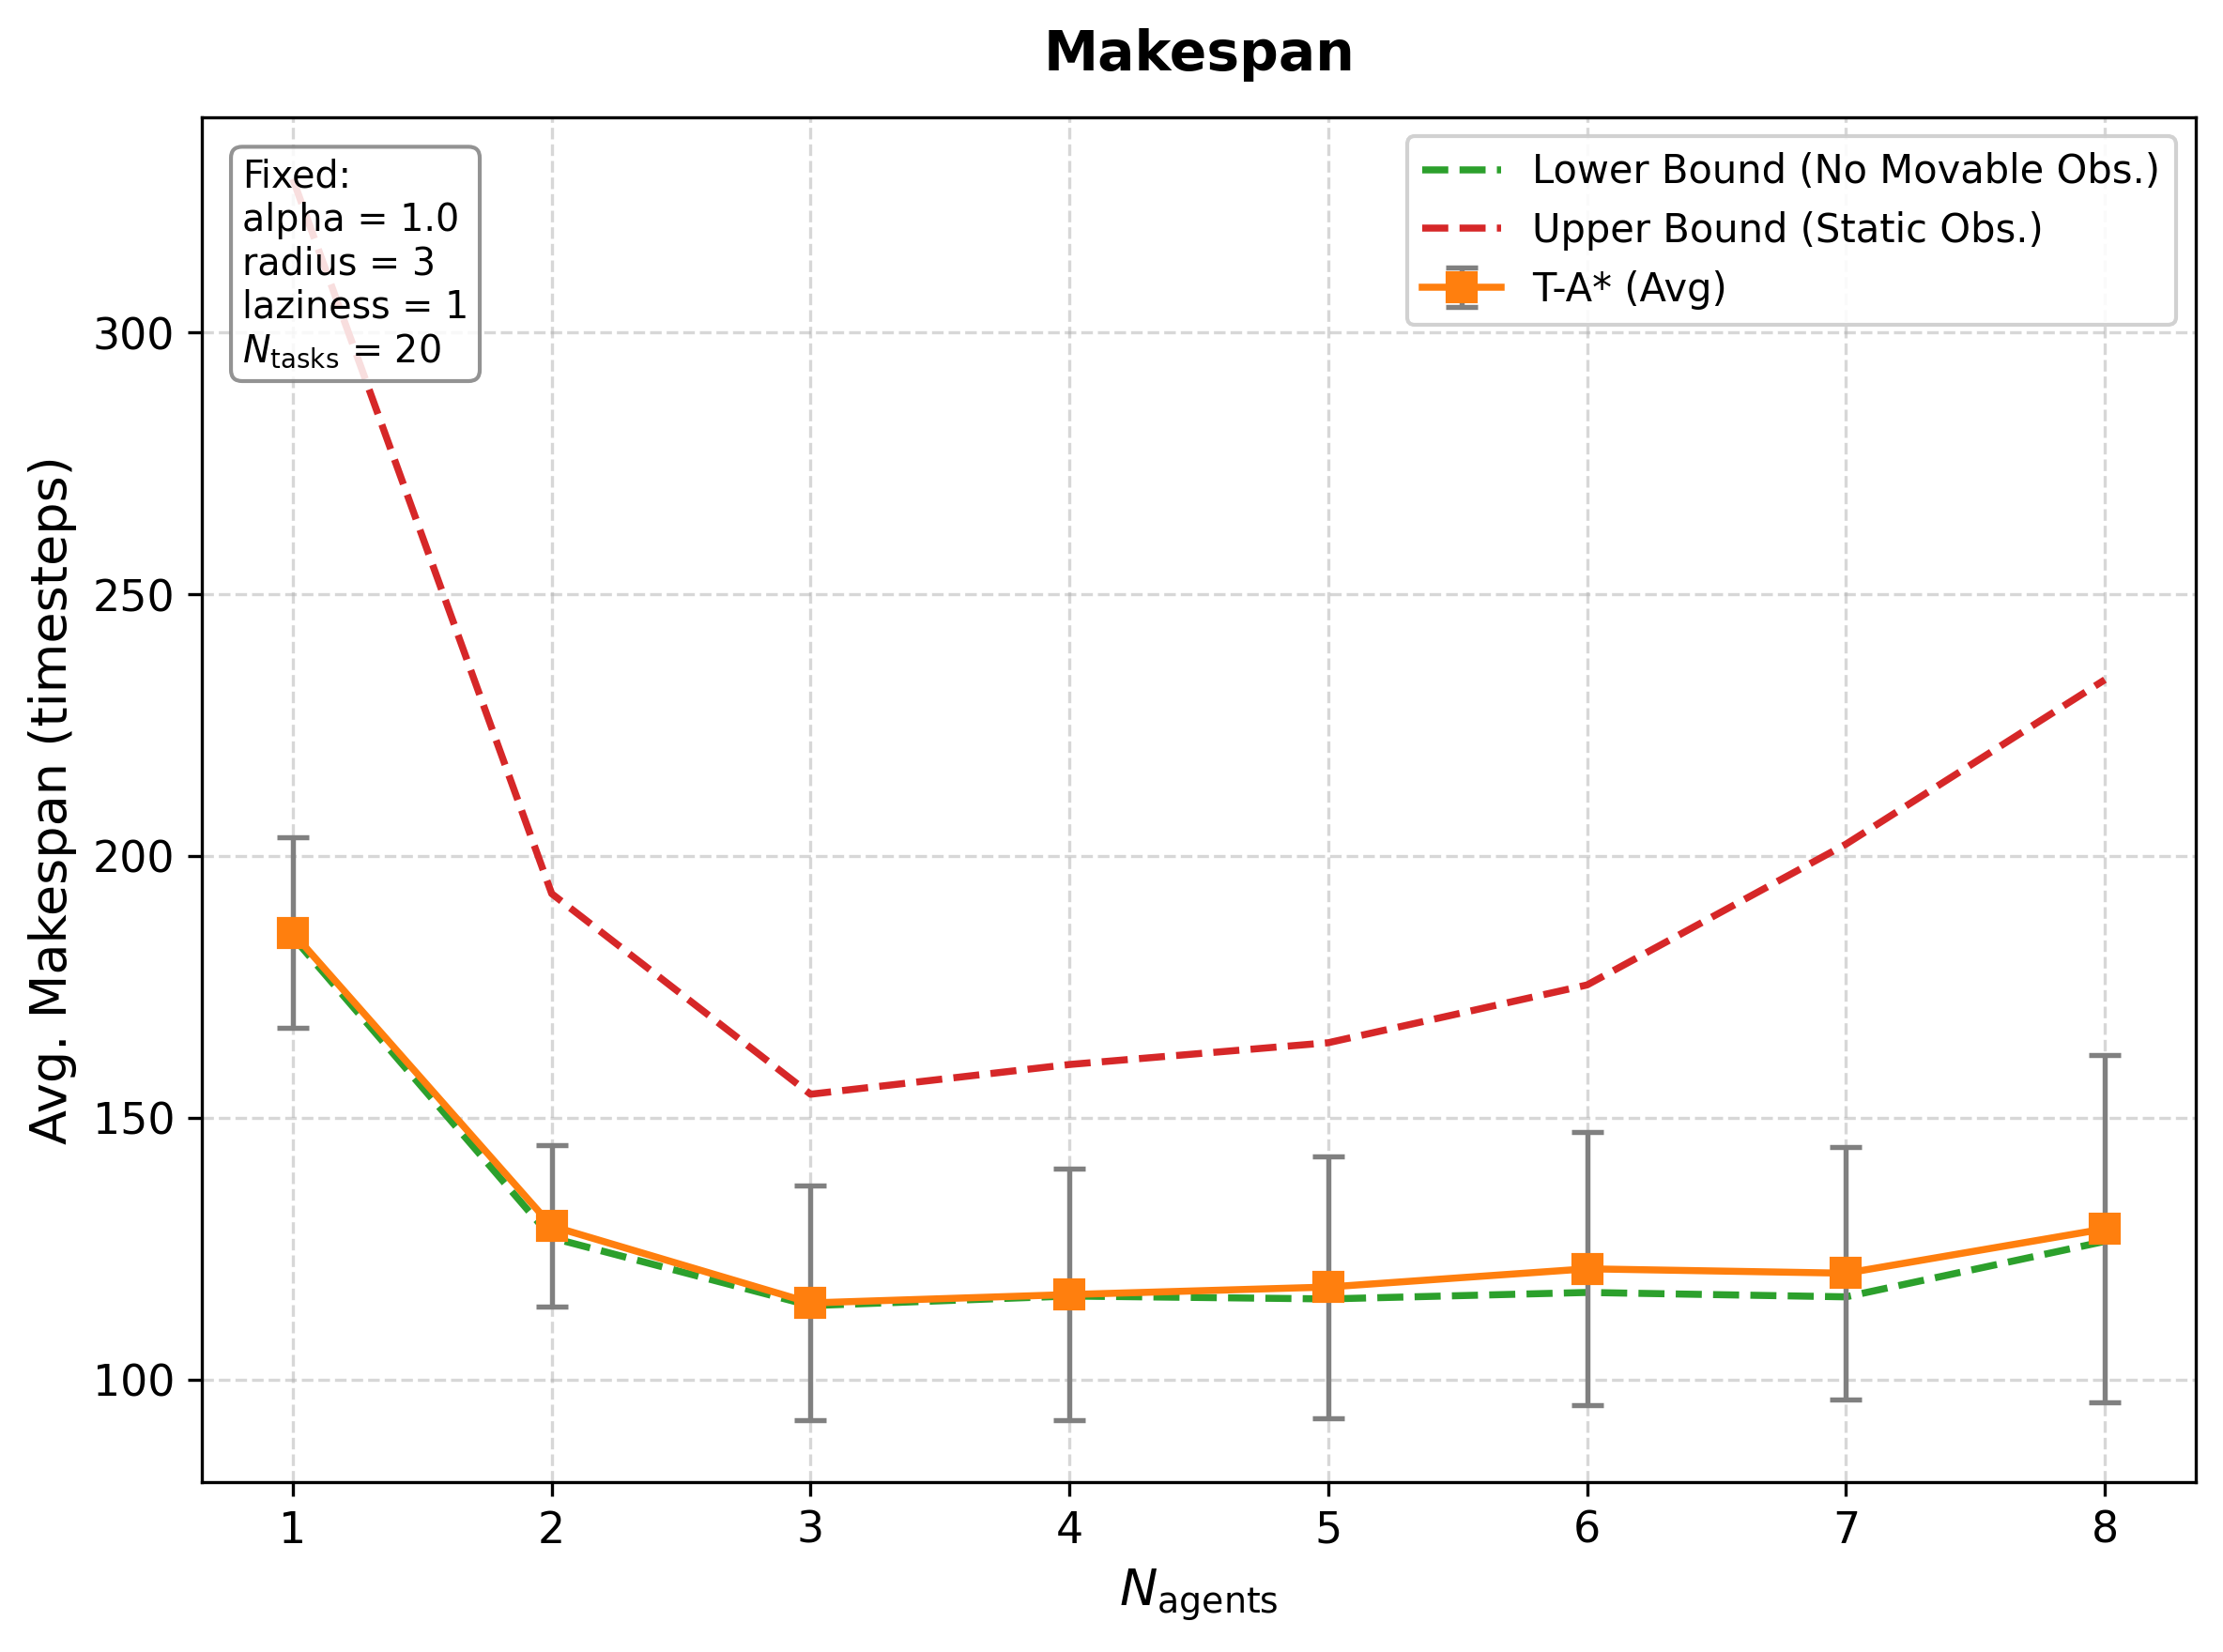 Makespan
Fixed:
alpha = 1.0
radius = 3
laziness = 1
N_tasks = 20
Lower Bound (No Movable Obs.)
Upper Bound (Static Obs.)
T-A* (Avg)
Avg. Makespan (timesteps)
300
250
200
150
100
1 2 3 4 5 6 7 8
N_agents